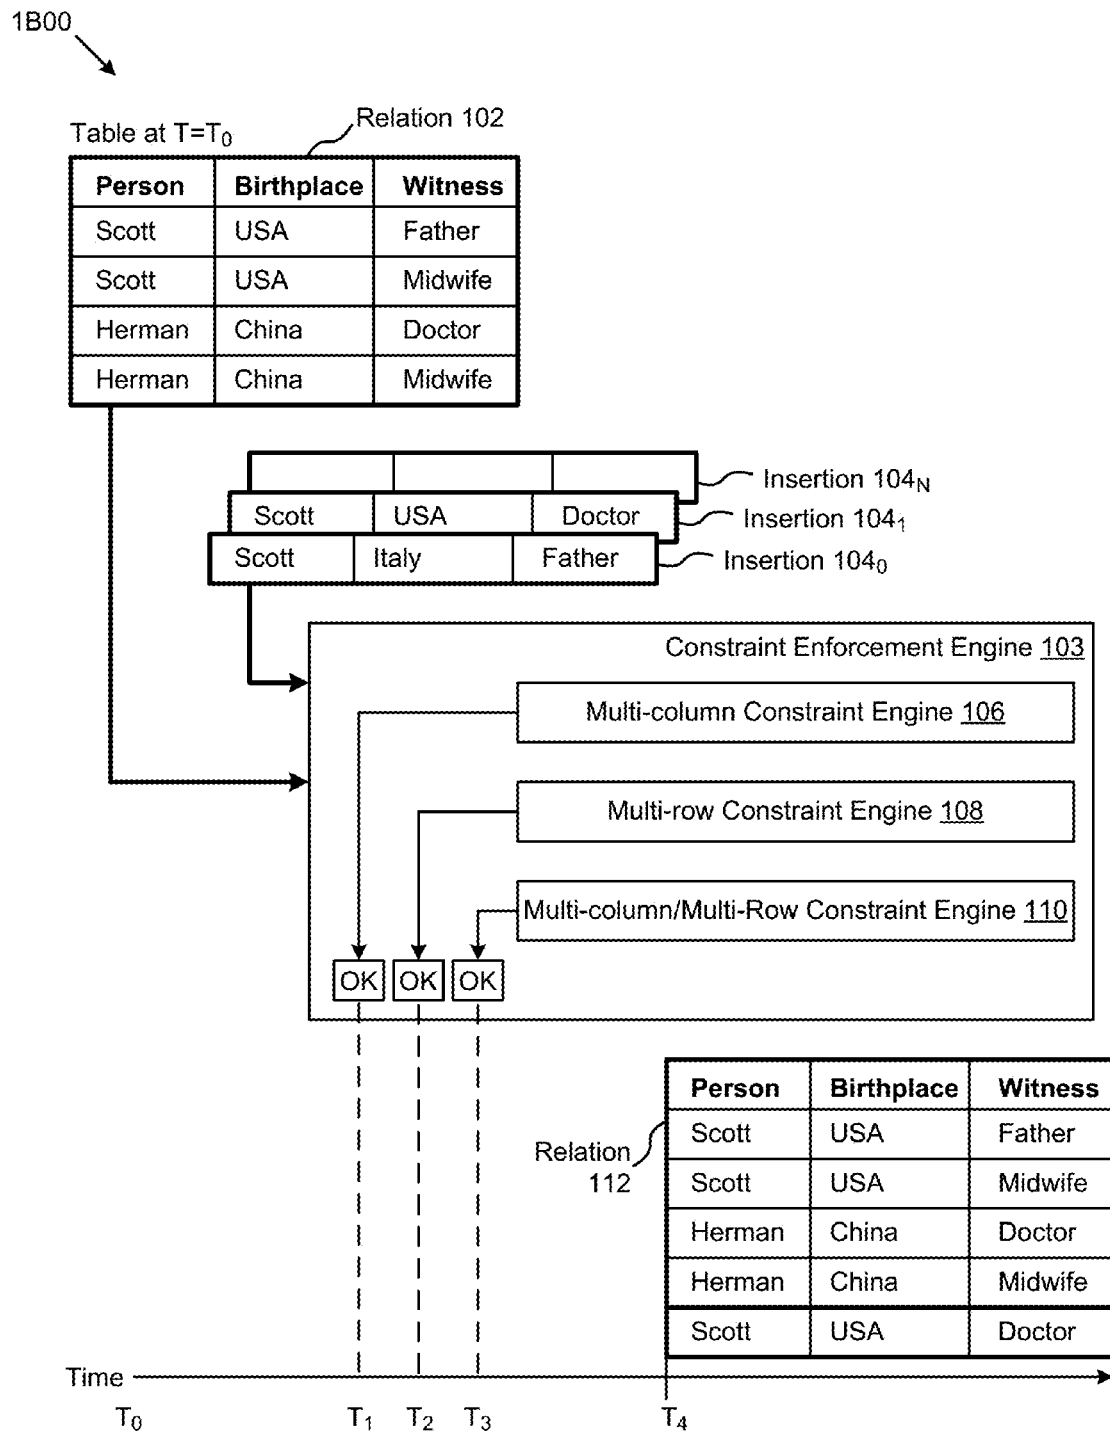 1B00
Relation 102
Table at T=T0
Person Birthplace Witness
Scott USA Father
Scott USA Midwife
Herman China Doctor
Herman China Midwife
Insertion 104N
Scott USA Doctor Insertion 1041
Scott Italy Father Insertion 1040
Constraint Enforcement Engine 103
Multi-column Constraint Engine 106
Multi-row Constraint Engine 108
Multi-column/Multi-Row Constraint Engine 110
OK OK OK
Relation
112
Person Birthplace Witness
Scott USA Father
Scott USA Midwife
Herman China Doctor
Herman China Midwife
Scott USA Doctor
Time
T0 T1 T2 T3 T4